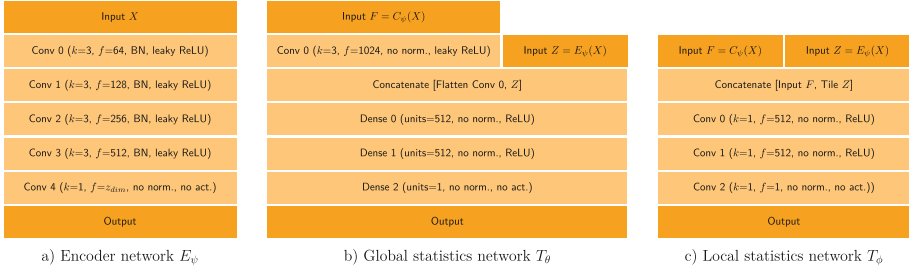 Input X
Conv 0 (k=3, f=64, BN, leaky ReLU)
Conv 1 (k=3, f=128, BN, leaky ReLU)
Conv 2 (k=3, f=256, BN, leaky ReLU)
Conv 3 (k=3, f=512, BN, leaky ReLU)
Conv 4 (k=1, f=z_{dim}, no norm., no act.)
Output
a) Encoder network E_ψ
Input F = C_ψ(X)
Conv 0 (k=3, f=1024, no norm., leaky ReLU)
Input Z = E_ψ(X)
Concatenate [Flatten Conv 0, Z]
Dense 0 (units=512, no norm., ReLU)
Dense 1 (units=512, no norm., ReLU)
Dense 2 (units=1, no norm., no act.)
Output
b) Global statistics network T_θ
Input F = C_ψ(X)
Input Z = E_ψ(X)
Concatenate [Input F, Tile Z]
Conv 0 (k=1, f=512, no norm., ReLU)
Conv 1 (k=1, f=512, no norm., ReLU)
Conv 2 (k=1, f=1, no norm., no act.))
Output
c) Local statistics network T_ϕ